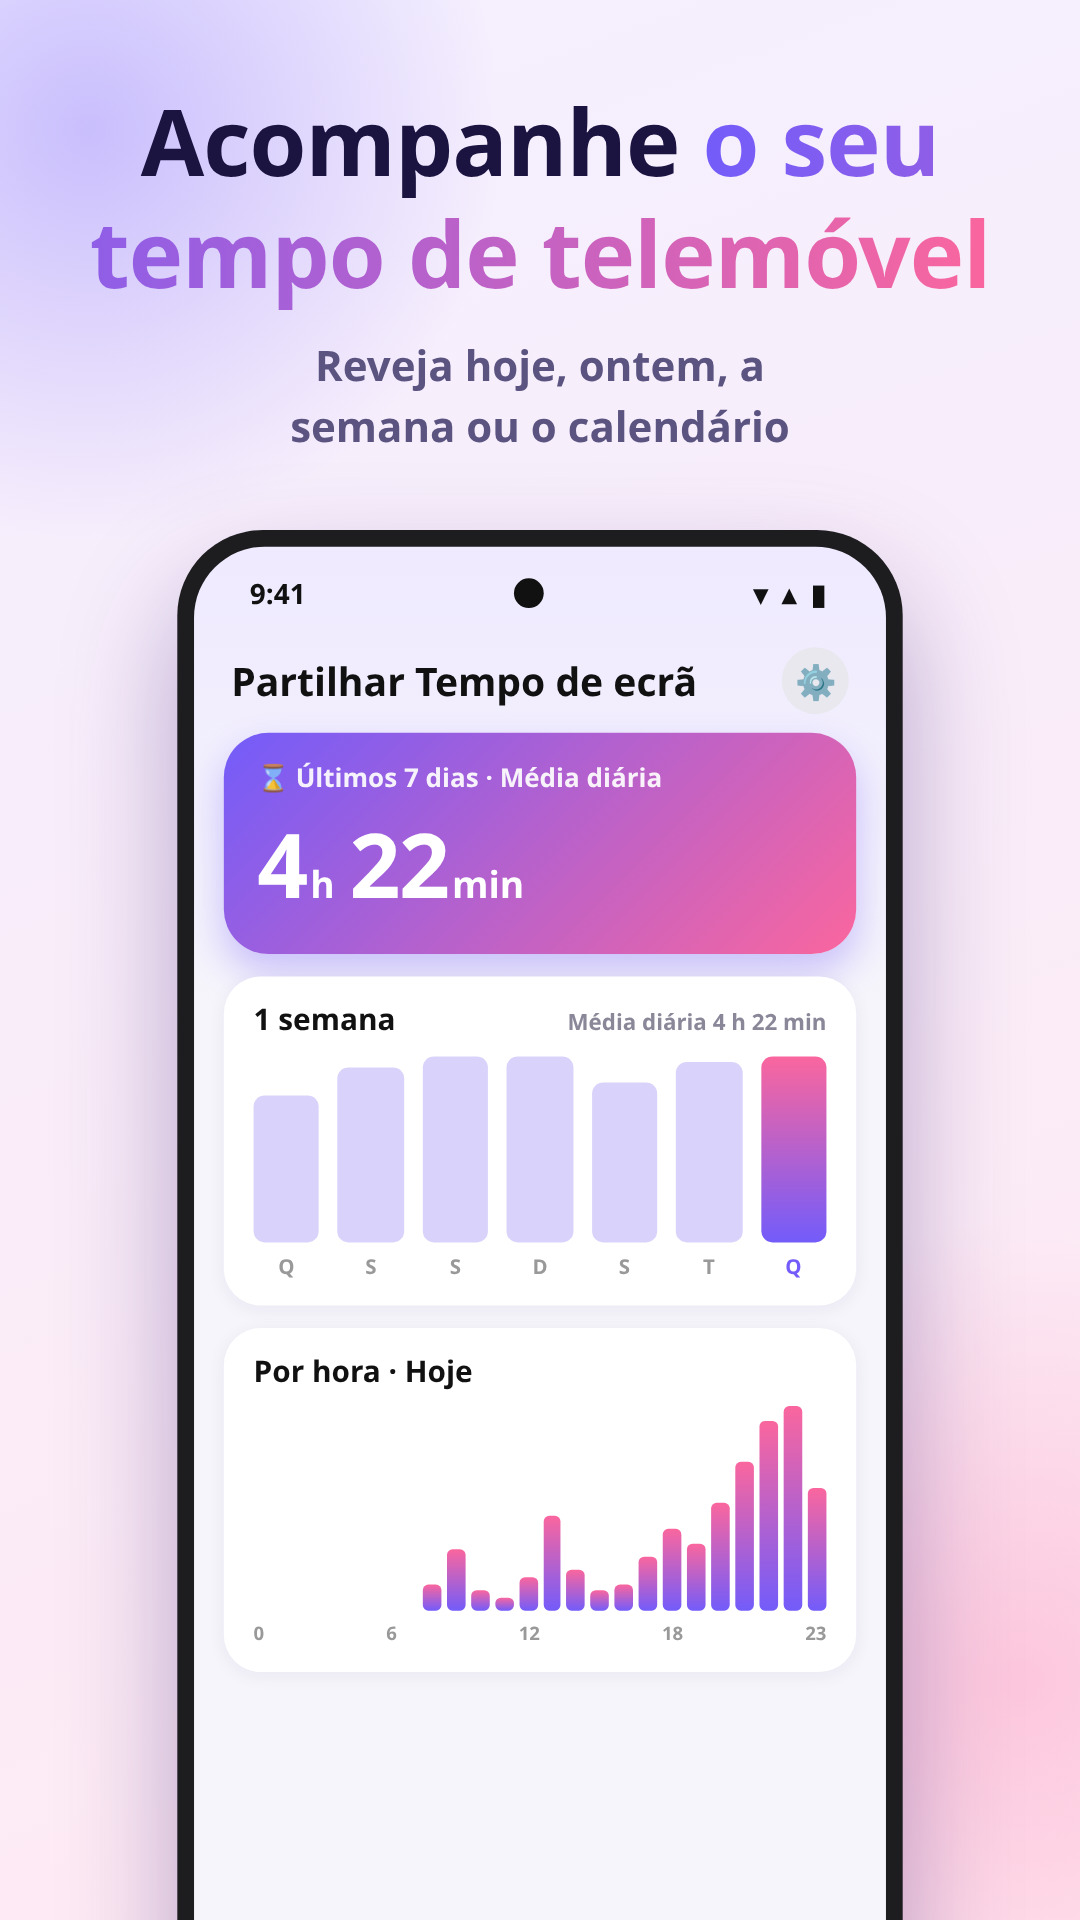 Acompanhe o seu
tempo de telemóvel
Reveja hoje, ontem, a
semana ou o calendário
9:41
Partilhar Tempo de ecrã
Últimos 7 dias · Média diária
4h 22min
1 semana
Média diária 4 h 22 min
Q S S D S T Q
Por hora · Hoje
0 6 12 18 23